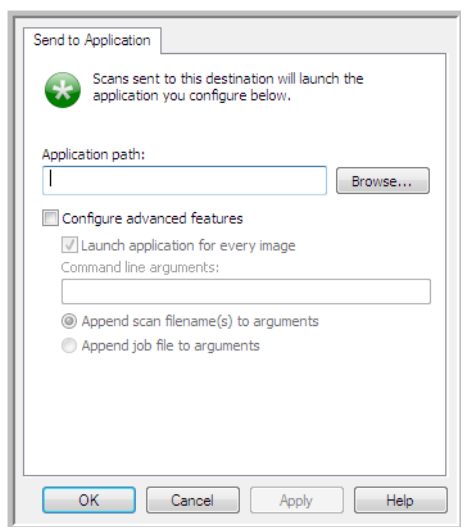 Send to Application
Scans sent to this destination will launch the
application you configure below.
Application path:
Browse...
Configure advanced features
Launch application for every image
Command line arguments:
Append scan filename(s) to arguments
Append job file to arguments
OK Cancel Apply Help